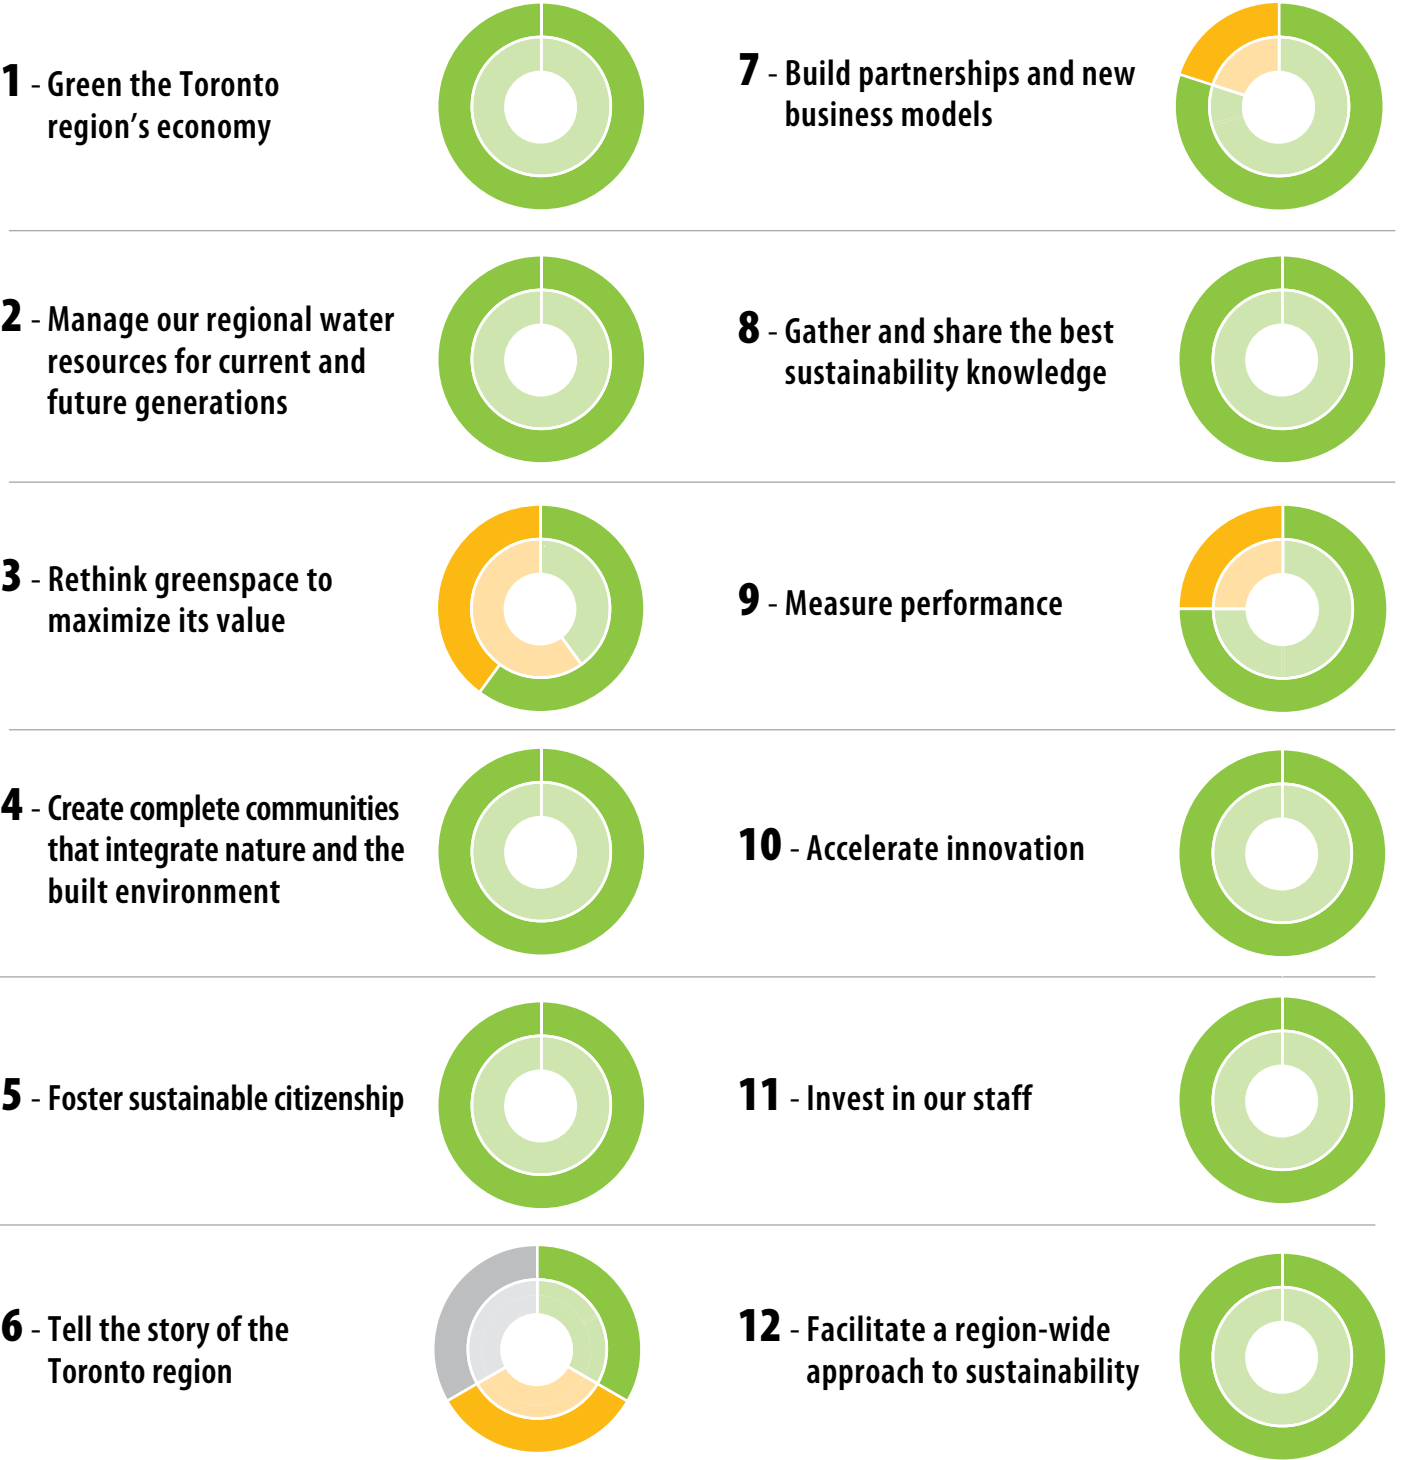 1 - Green the Toronto
region's economy
2 - Manage our regional water
resources for current and
future generations
3 - Rethink greenspace to
maximize its value
4 - Create complete communities
that integrate nature and the
built environment
5 - Foster sustainable citizenship
6 - Tell the story of the
Toronto region
7 - Build partnerships and new
business models
8 - Gather and share the best
sustainability knowledge
9 - Measure performance
10 - Accelerate innovation
11 - Invest in our staff
12 - Facilitate a region-wide
approach to sustainability